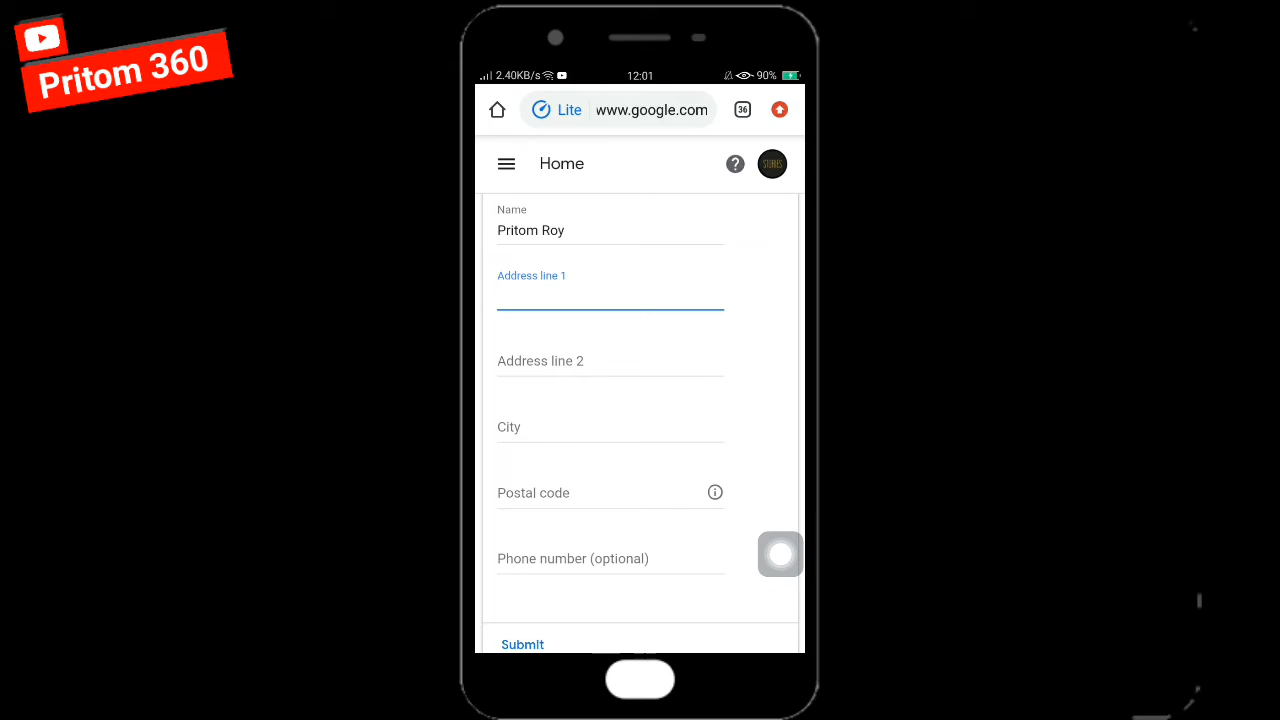 Pritom 360
2.40KB/s 12:01 90%
Lite www.google.com 36
Home
STORIES
Name
Pritom Roy
Address line 1
Address line 2
City
Postal code
Phone number (optional)
Submit